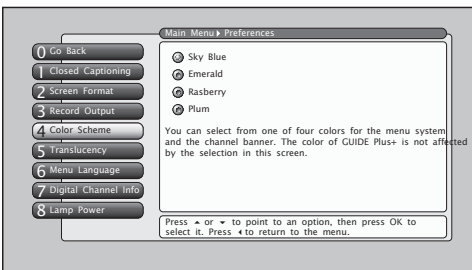 Main Menu ▸ Preferences
0 Go Back
1 Closed Captioning
2 Screen Format
3 Record Output
4 Color Scheme
5 Translucency
6 Menu Language
7 Digital Channel Info
8 Lamp Power
Sky Blue
Emerald
Rasberry
Plum
You can select from one of four colors for the menu system
and the channel banner. The color of GUIDE Plus+ is not affected
by the selection in this screen.
Press ▲ or ▼ to point to an option, then press OK to
select it. Press ◂ to return to the menu.